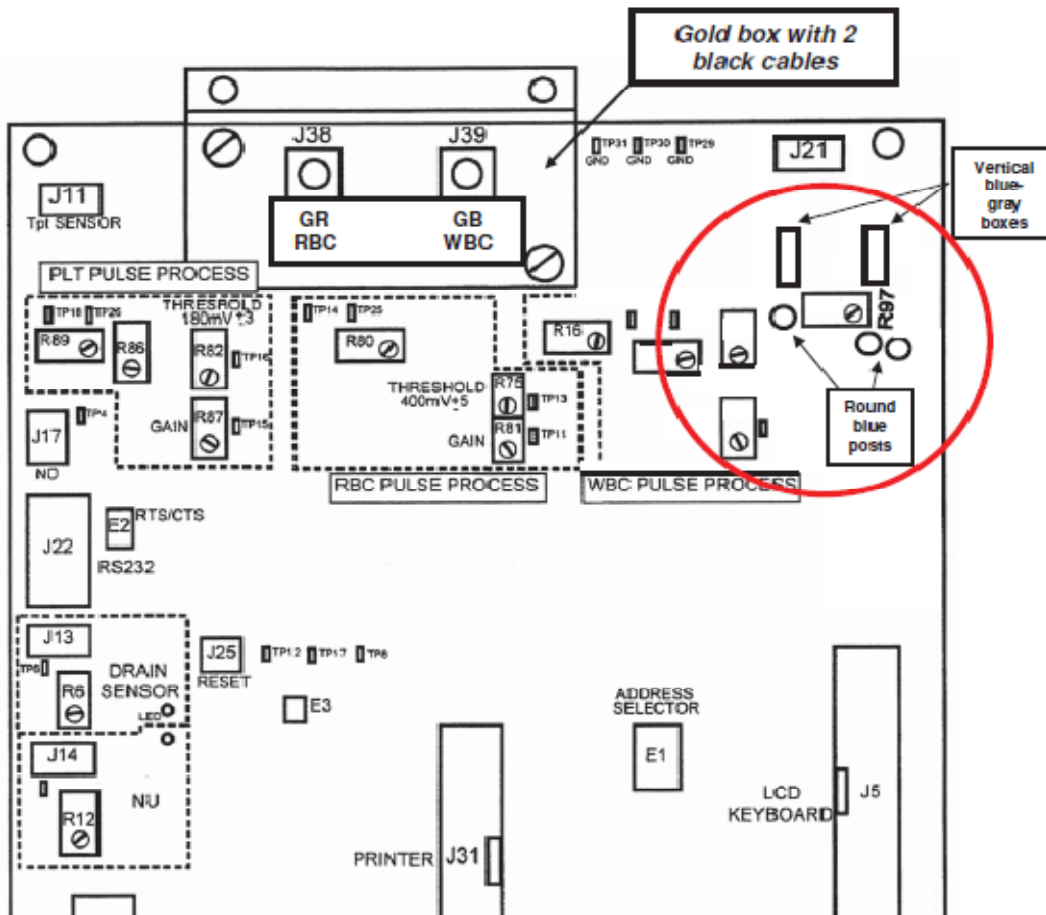 Gold box with 2
black cables
J38
J39
TP31
TP30
TP29
GND
GND
GND
J21
J11
Tpt SENSOR
GR
RBC
GB
WBC
Vertical
blue-
gray
boxes
PLT PULSE PROCESS
THRESHOLD
180mV±3
TP18
TP26
R89
R86
R82
TP16
R87
TP15
GAIN
TP14
TP25
R80
THRESHOLD
400mV±5
R75
TP13
GAIN
R81
TP11
R16
R97
Round
blue
posts
J17
TP4
ND
RBC PULSE PROCESS
WBC PULSE PROCESS
J22
E2
RTS/CTS
RS232
J13
TP5
R6
DRAIN
SENSOR
LED
J25
RESET
TP12
TP17
TP8
E3
J14
NU
R12
ADDRESS
SELECTOR
E1
LCD
KEYBOARD
J5
PRINTER
J31